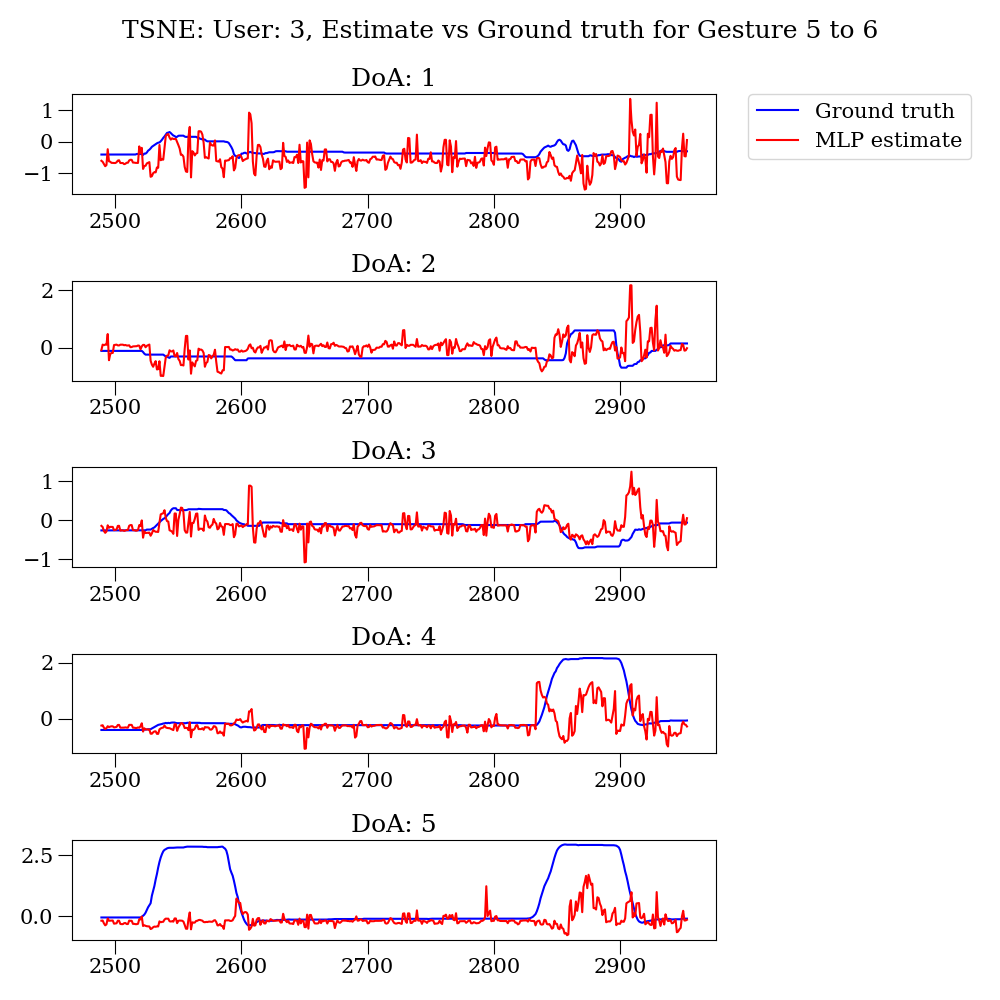 TSNE: User: 3, Estimate vs Ground truth for Gesture 5 to 6
DoA: 1
Ground truth
MLP estimate
1
0
−1
2500 2600 2700 2800 2900
DoA: 2
2
0
2500 2600 2700 2800 2900
DoA: 3
1
0
−1
2500 2600 2700 2800 2900
DoA: 4
2
0
2500 2600 2700 2800 2900
DoA: 5
2.5
0.0
2500 2600 2700 2800 2900